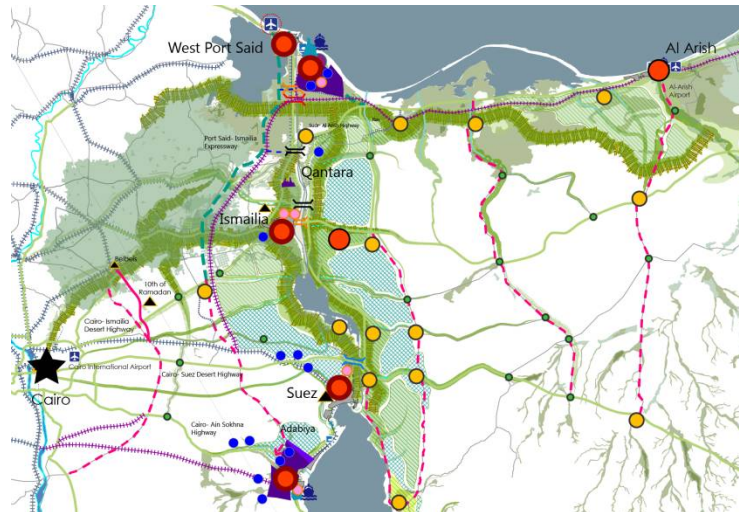 West Port Said
Al Arish
Al-Arish
Airport
Port Said- Ismailia
Expressway
Qantara
Ismailia
Belbeis
10th of
Ramadan
Cairo- Ismailia
Desert Highway
Cairo International Airport
Cairo- Suez Desert Highway
Cairo
Suez
Cairo- Ain Sokhna
Highway
Adabiya